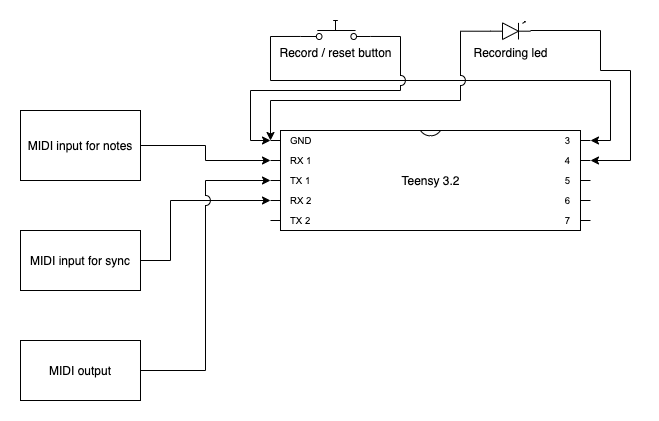 Record / reset button
Recording led
MIDI input for notes
GND
3
RX 1
4
TX 1
Teensy 3.2
5
RX 2
6
TX 2
7
MIDI input for sync
MIDI output